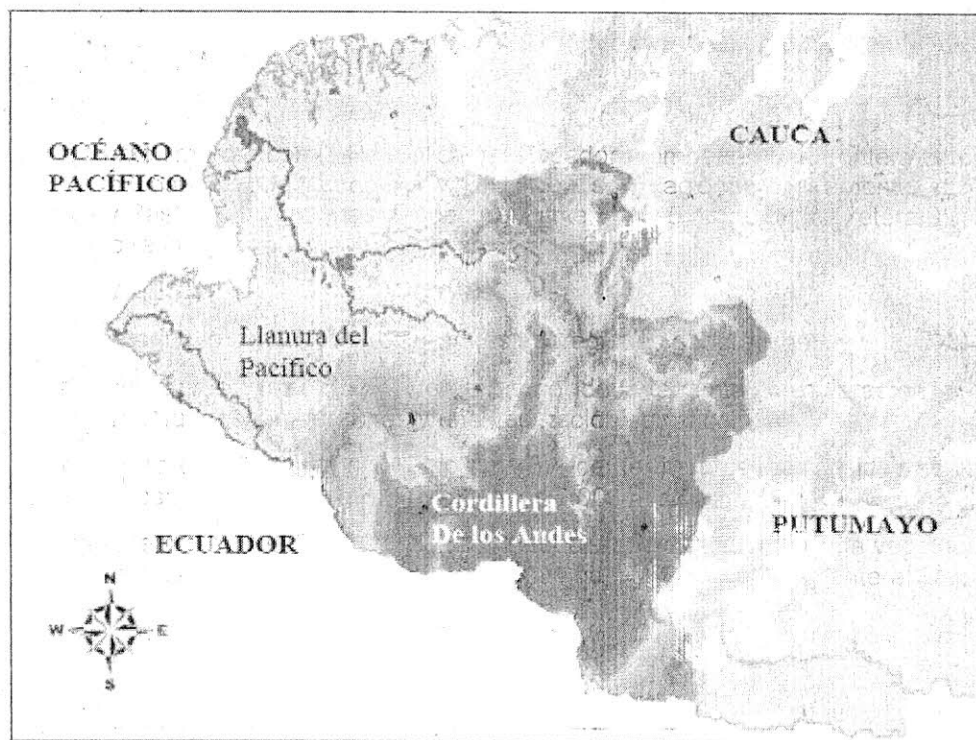 OCÉANO
PACÍFICO
CAUCA
Llanura del
Pacífico
Cordillera
De los Andes
ECUADOR
PUTUMAYO
N
W
E
S